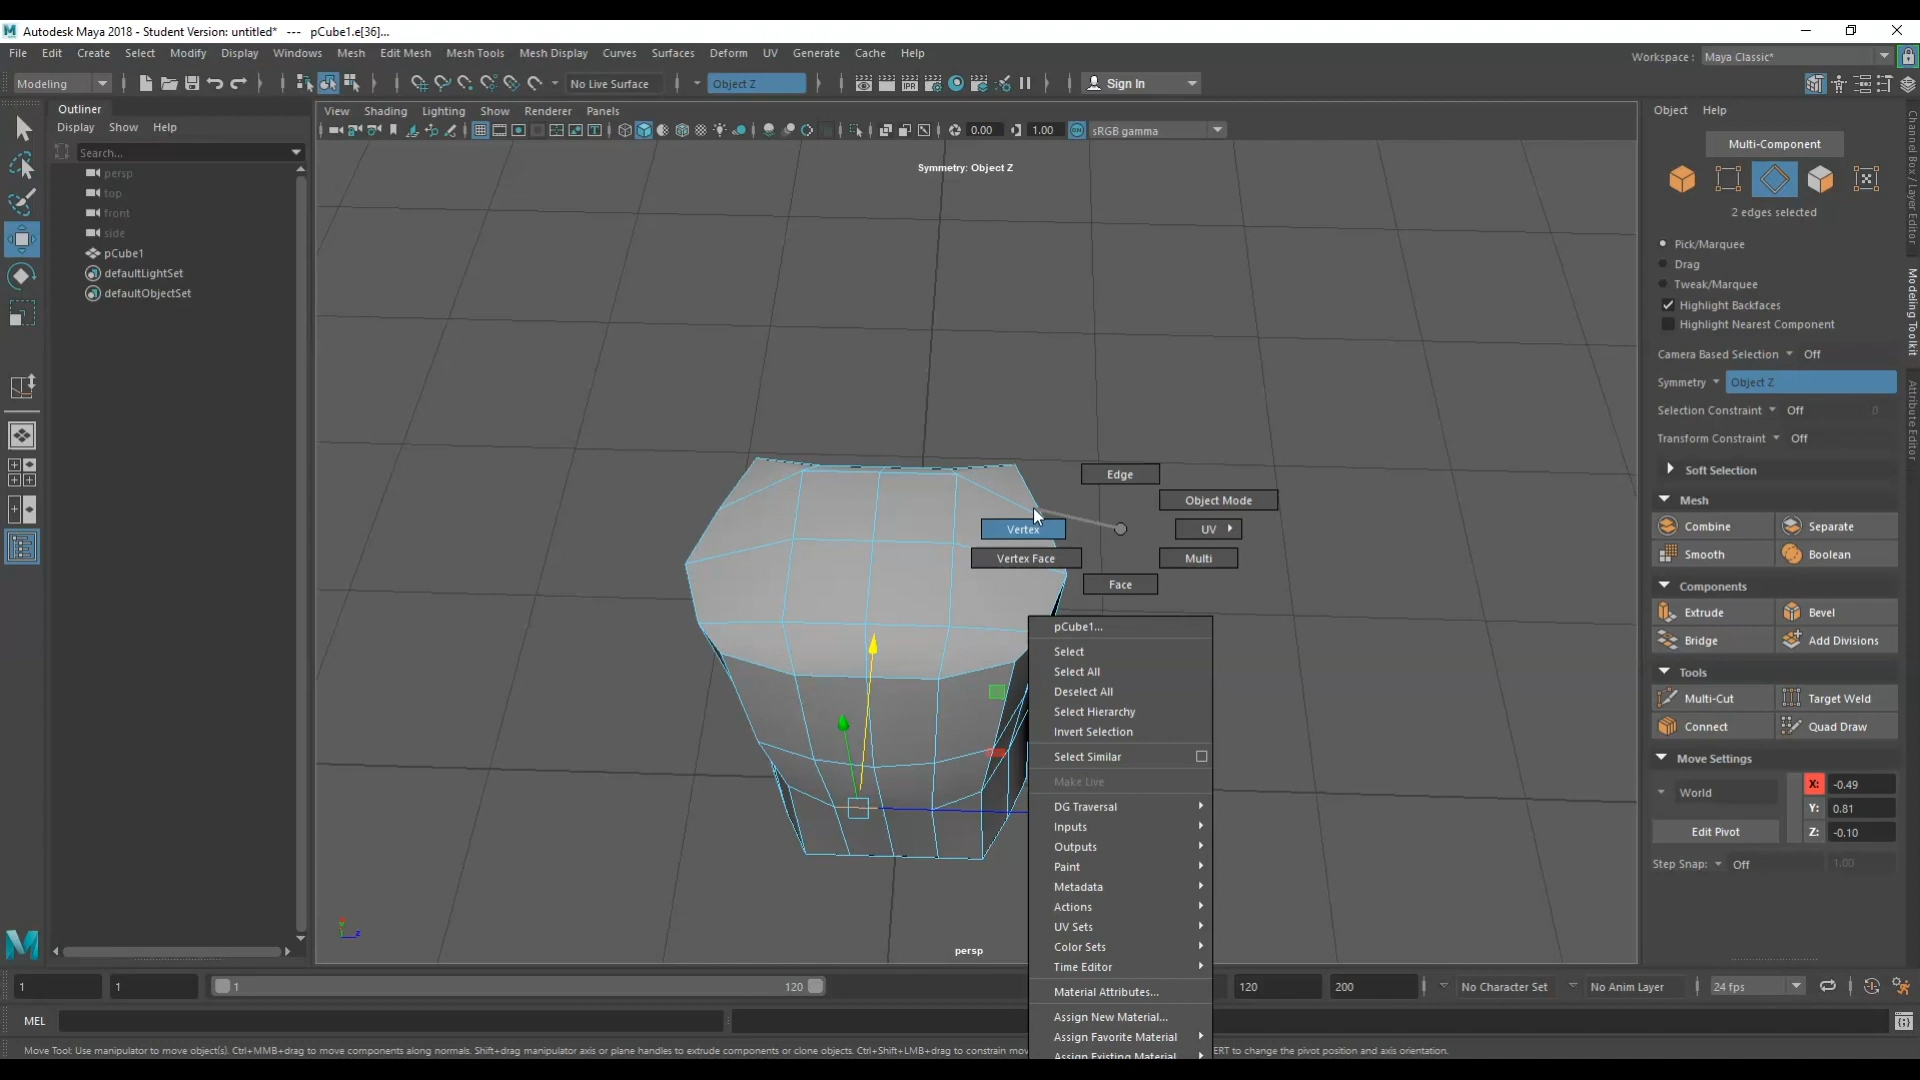 Autodesk Maya 2018 - Student Version: untitled* --- pCube1.e[36]...
File Edit Create Select Modify Display Windows Mesh Edit Mesh Mesh Tools Mesh Display Curves Surfaces Deform UV Generate Cache Help
Workspace : Maya Classic*
Modeling No Live Surface Object Z Sign In
Outliner
Display Show Help
Search...
persp
top
front
side
pCube1
defaultLightSet
defaultObjectSet
View Shading Lighting Show Renderer Panels
0.00 1.00 sRGB gamma
Symmetry: Object Z
Edge
Object Mode
Vertex
UV
Vertex Face
Multi
Face
pCube1...
Select
Select All
Deselect All
Select Hierarchy
Invert Selection
Select Similar
Make Live
DG Traversal
Inputs
Outputs
Paint
Metadata
Actions
UV Sets
Color Sets
Time Editor
Material Attributes...
Assign New Material...
Assign Favorite Material
Assign Existing Material
persp
Object Help
Multi-Component
2 edges selected
Pick/Marquee
Drag
Tweak/Marquee
Highlight Backfaces
Highlight Nearest Component
Camera Based Selection Off
Symmetry Object Z
Selection Constraint Off 0
Transform Constraint Off
Soft Selection
Mesh
Combine Separate
Smooth Boolean
Components
Extrude Bevel
Bridge Add Divisions
Tools
Multi-Cut Target Weld
Connect Quad Draw
Move Settings
World X: -0.49
Y: 0.81
Edit Pivot Z: -0.10
Step Snap: Off 1.00
Channel Box / Layer Editor
Modeling Toolkit
Attribute Editor
1 1 1 120 120 200 No Character Set No Anim Layer 24 fps
MEL
Move Tool: Use manipulator to move object(s). Ctrl+MMB+drag to move components along normals. Shift+drag manipulator axis or plane handles to extrude components or clone objects. Ctrl+Shift+LMB+drag to constrain mov ERT to change the pivot position and axis orientation.